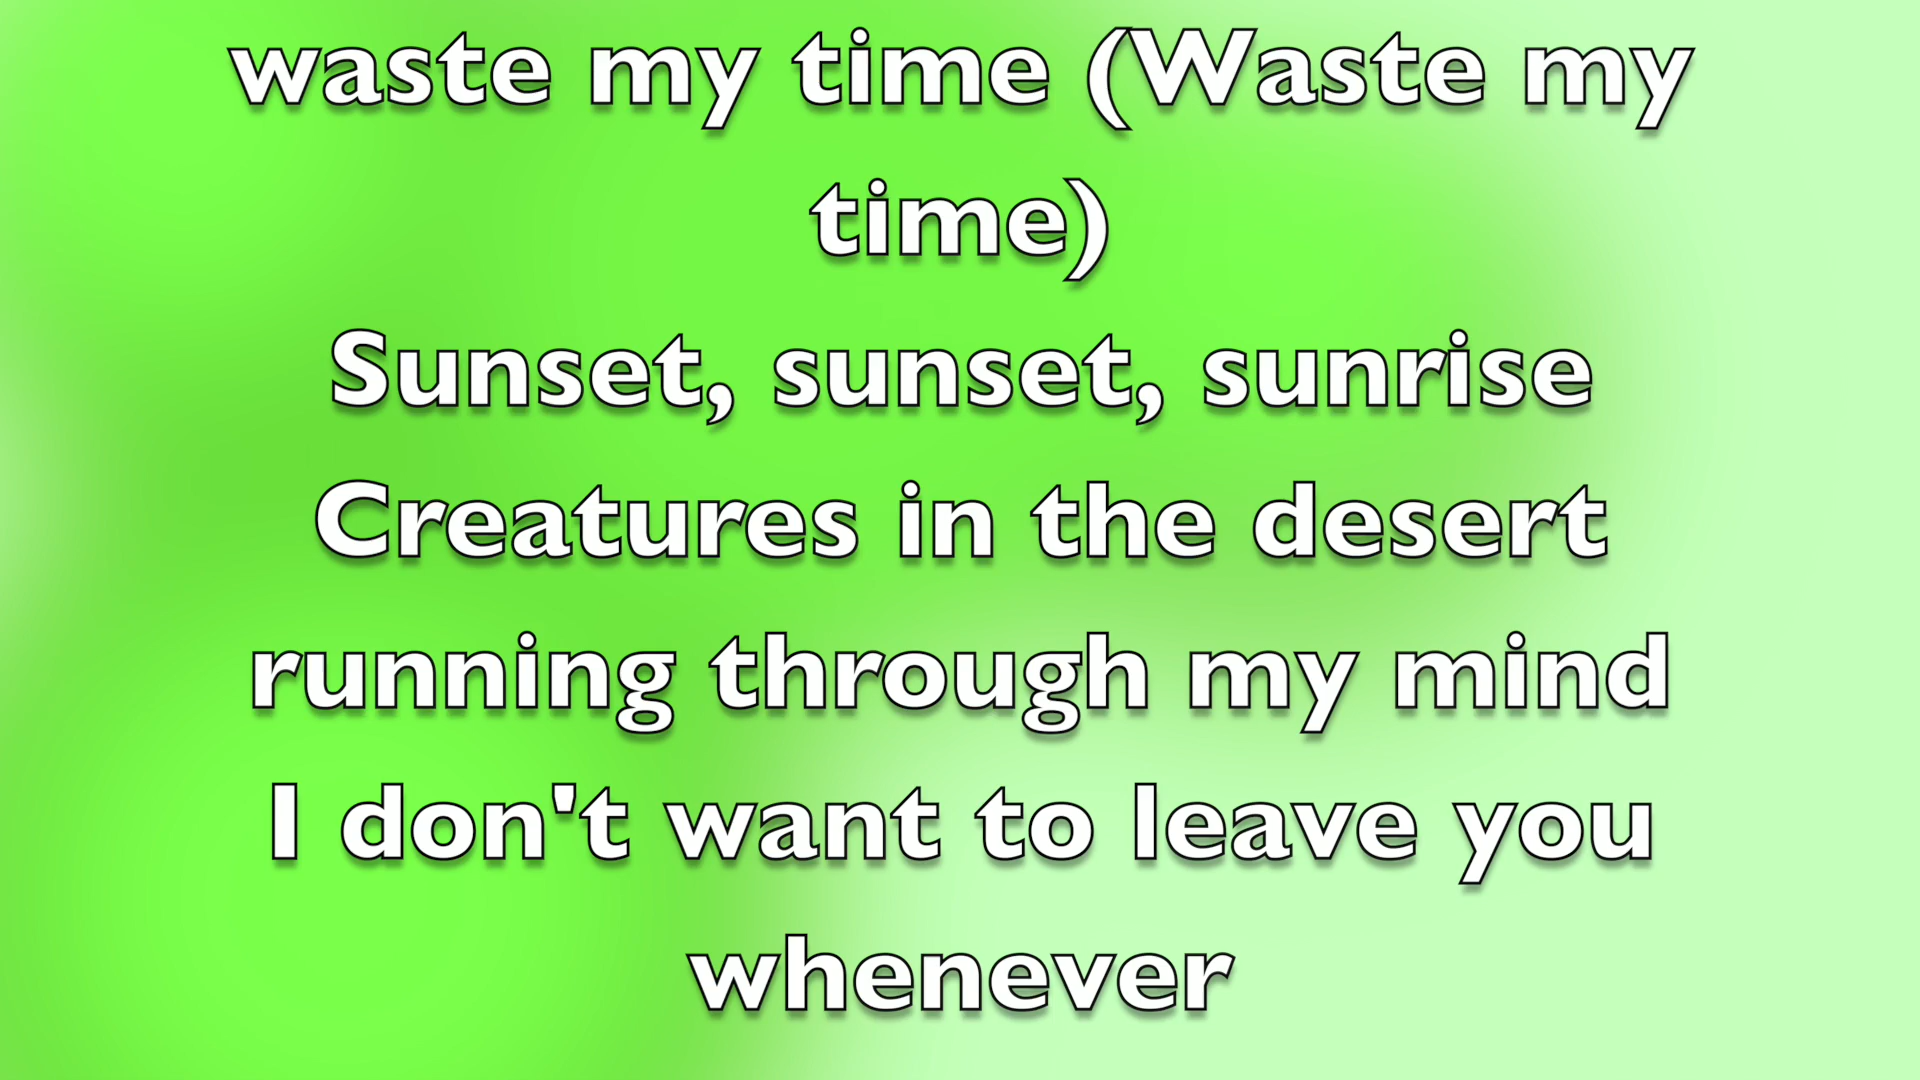 waste my time (Waste my
time)
Sunset, sunset, sunrise
Creatures in the desert
running through my mind
I don't want to leave you
whenever